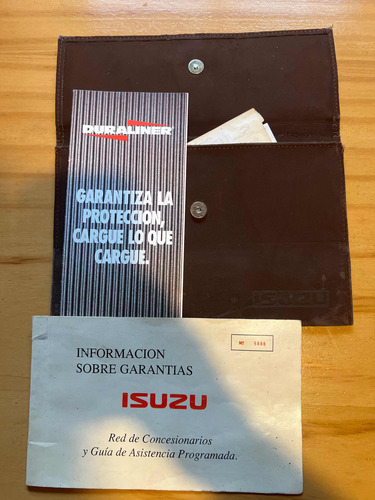 DURALINER
GARANTIZA LA
PROTECCION,
CARGUE LO QUE
CARGUE.
ISUZU
INFORMACION
SOBRE GARANTIAS
Nº
ISUZU
Red de Concesionarios
y Guía de Asistencia Programada.